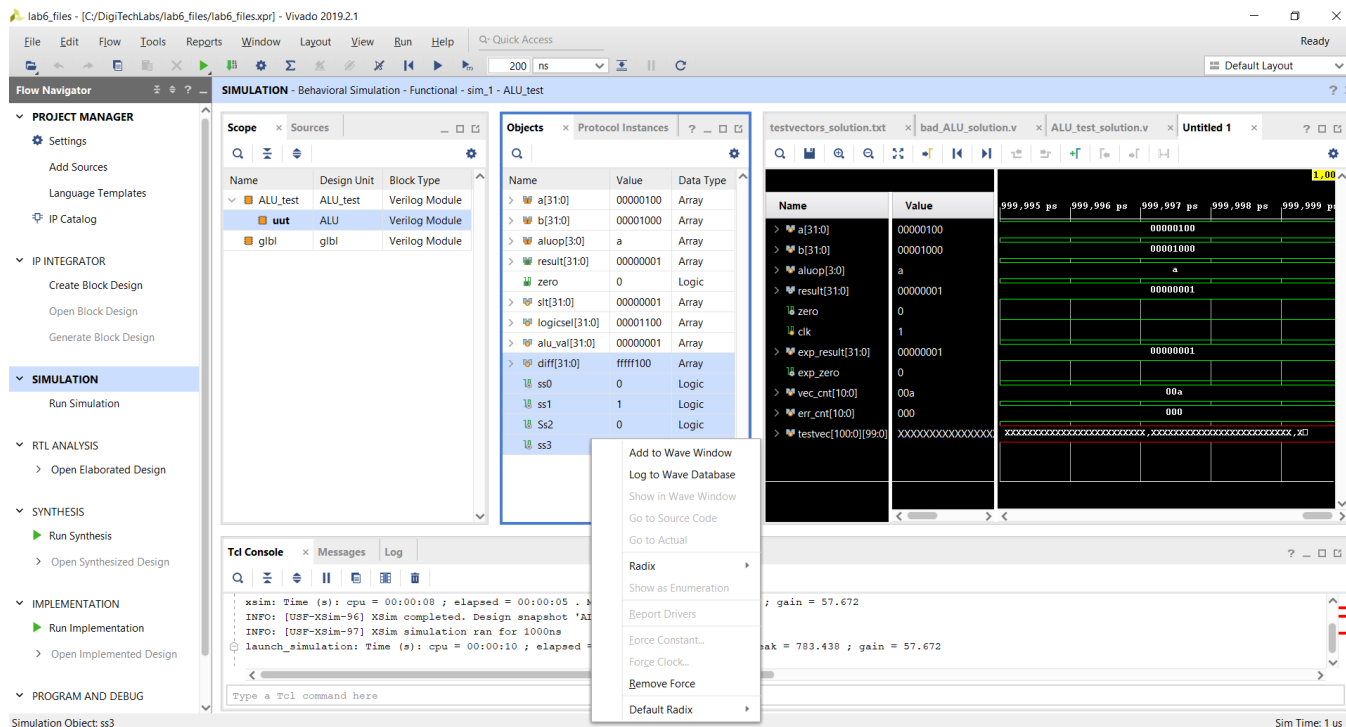 lab6_files - [C:/DigiTechLabs/lab6_files/lab6_files.xpr] - Vivado 2019.2.1
File Edit Flow Tools Reports Window Layout View Run Help Quick Access Ready
200 ns Default Layout
Flow Navigator
PROJECT MANAGER
Settings
Add Sources
Language Templates
IP Catalog
IP INTEGRATOR
Create Block Design
Open Block Design
Generate Block Design
SIMULATION
Run Simulation
RTL ANALYSIS
Open Elaborated Design
SYNTHESIS
Run Synthesis
Open Synthesized Design
IMPLEMENTATION
Run Implementation
Open Implemented Design
PROGRAM AND DEBUG
SIMULATION - Behavioral Simulation - Functional - sim_1 - ALU_test
Scope Sources
Name Design Unit Block Type
ALU_test ALU_test Verilog Module
uut ALU Verilog Module
glbl glbl Verilog Module
Objects Protocol Instances
Name Value Data Type
a[31:0] 00000100 Array
b[31:0] 00001000 Array
aluop[3:0] a Array
result[31:0] 00000001 Array
zero 0 Logic
slt[31:0] 00000001 Array
logicsel[31:0] 00001100 Array
alu_val[31:0] 00000001 Array
diff[31:0] fffff100 Array
ss0 0 Logic
ss1 1 Logic
Ss2 0 Logic
ss3
testvectors_solution.txt bad_ALU_solution.v ALU_test_solution.v Untitled 1
1,00
Name Value 999,995 ps 999,996 ps 999,997 ps 999,998 ps 999,999 p
a[31:0] 00000100 00000100
b[31:0] 00001000 00001000
aluop[3:0] a a
result[31:0] 00000001 00000001
zero 0
clk 1
exp_result[31:0] 00000001 00000001
exp_zero 0
vec_cnt[10:0] 00a 00a
err_cnt[10:0] 000 000
testvec[100:0][99:0]
Add to Wave Window
Log to Wave Database
Show in Wave Window
Go to Source Code
Go to Actual
Radix
Show as Enumeration
Report Drivers
Force Constant...
Force Clock...
Remove Force
Default Radix
Tcl Console Messages Log
xsim: Time (s): cpu = 00:00:08 ; elapsed = 00:00:05 . ; gain = 57.672
INFO: [USF-XSim-96] XSim completed. Design snapshot
INFO: [USF-XSim-97] XSim simulation ran for 1000ns
launch_simulation: Time (s): cpu = 00:00:10 ; elapsed = eak = 783.438 ; gain = 57.672
Type a Tcl command here
Simulation Object: ss3 Sim Time: 1 us